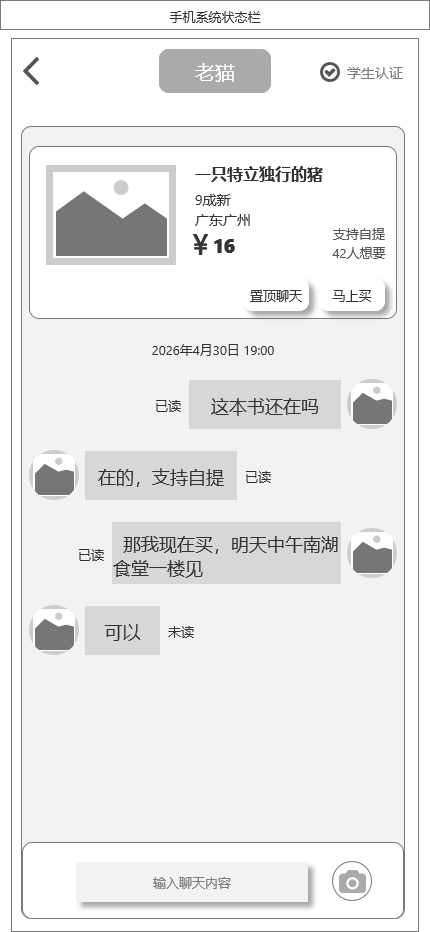 手机系统状态栏
老猫
学生认证
一只特立独行的猪
9成新
广东广州
¥ 16
支持自提
42人想要
置顶聊天
马上买
2026年4月30日 19:00
已读
这本书还在吗
在的，支持自提
已读
已读
那我现在买，明天中午南湖
食堂一楼见
可以
未读
输入聊天内容